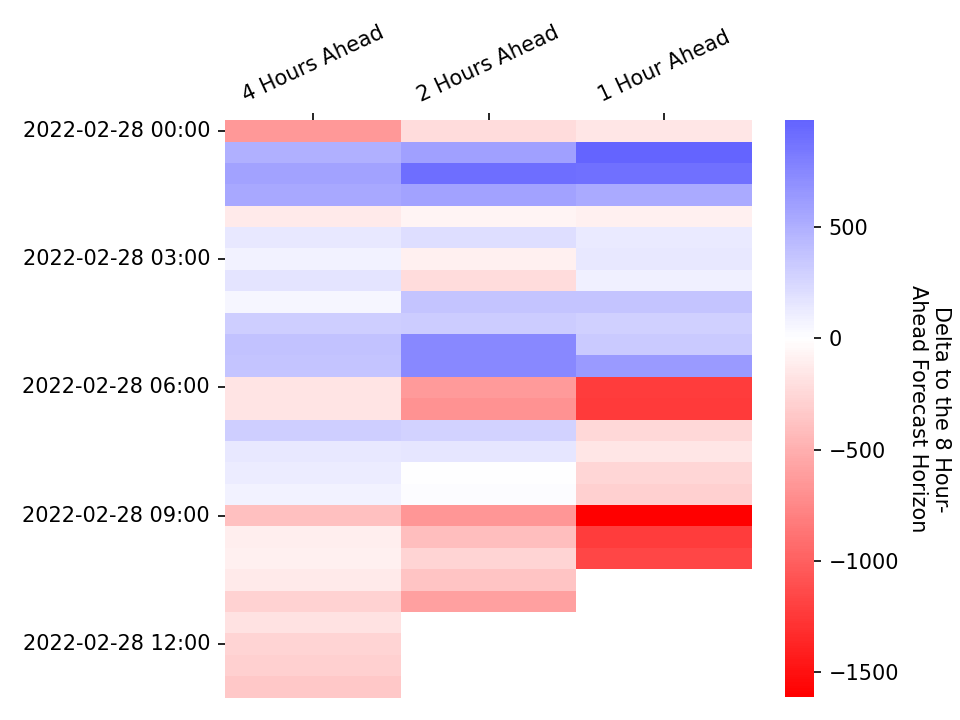 4 Hours Ahead
2 Hours Ahead
1 Hour Ahead
2022-02-28 00:00
2022-02-28 03:00
2022-02-28 06:00
2022-02-28 09:00
2022-02-28 12:00
500
0
−500
−1000
−1500
Delta to the 8 Hour-
Ahead Forecast Horizon